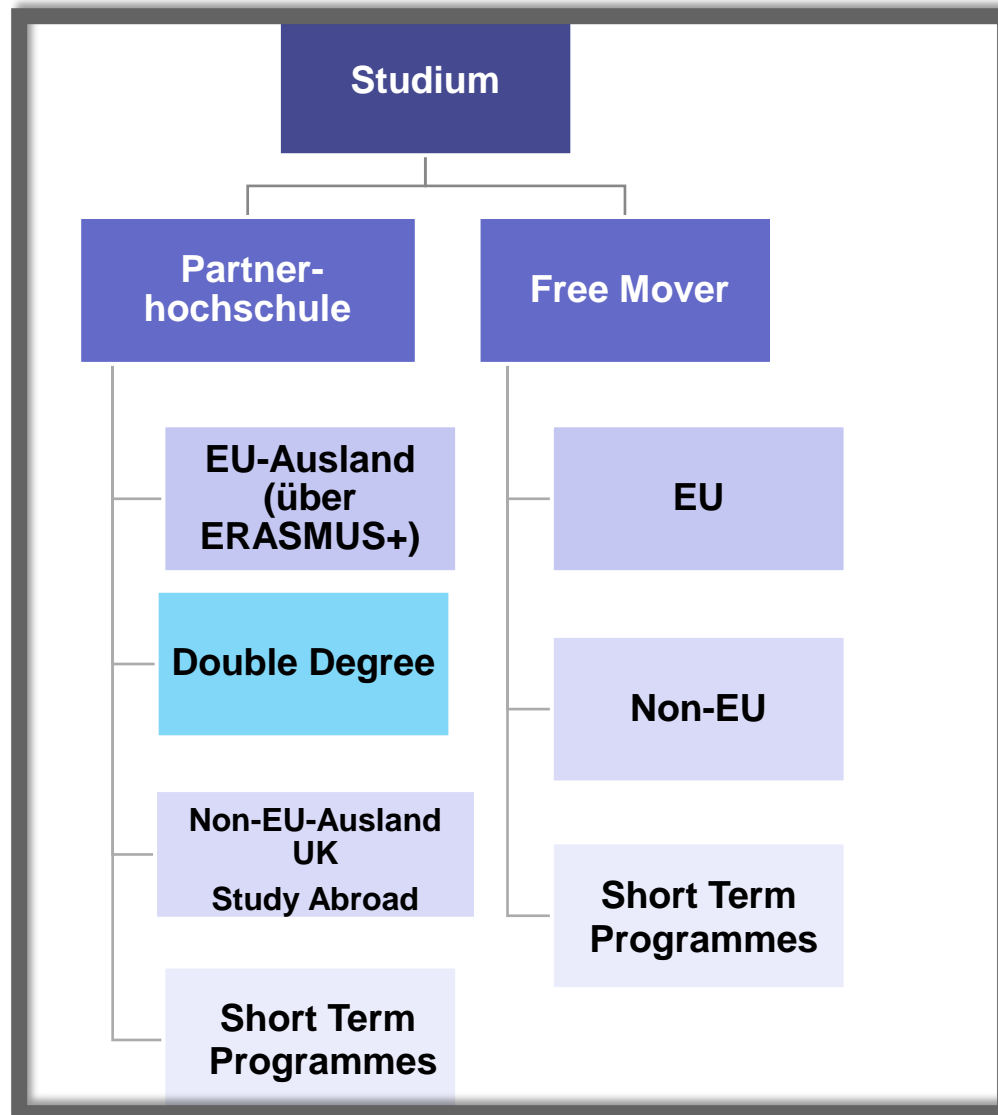 Studium
Partner-
hochschule
EU-Ausland
(über
ERASMUS+)
Double Degree
Non-EU-Ausland
UK
Study Abroad
Short Term
Programmes
Free Mover
EU
Non-EU
Short Term
Programmes